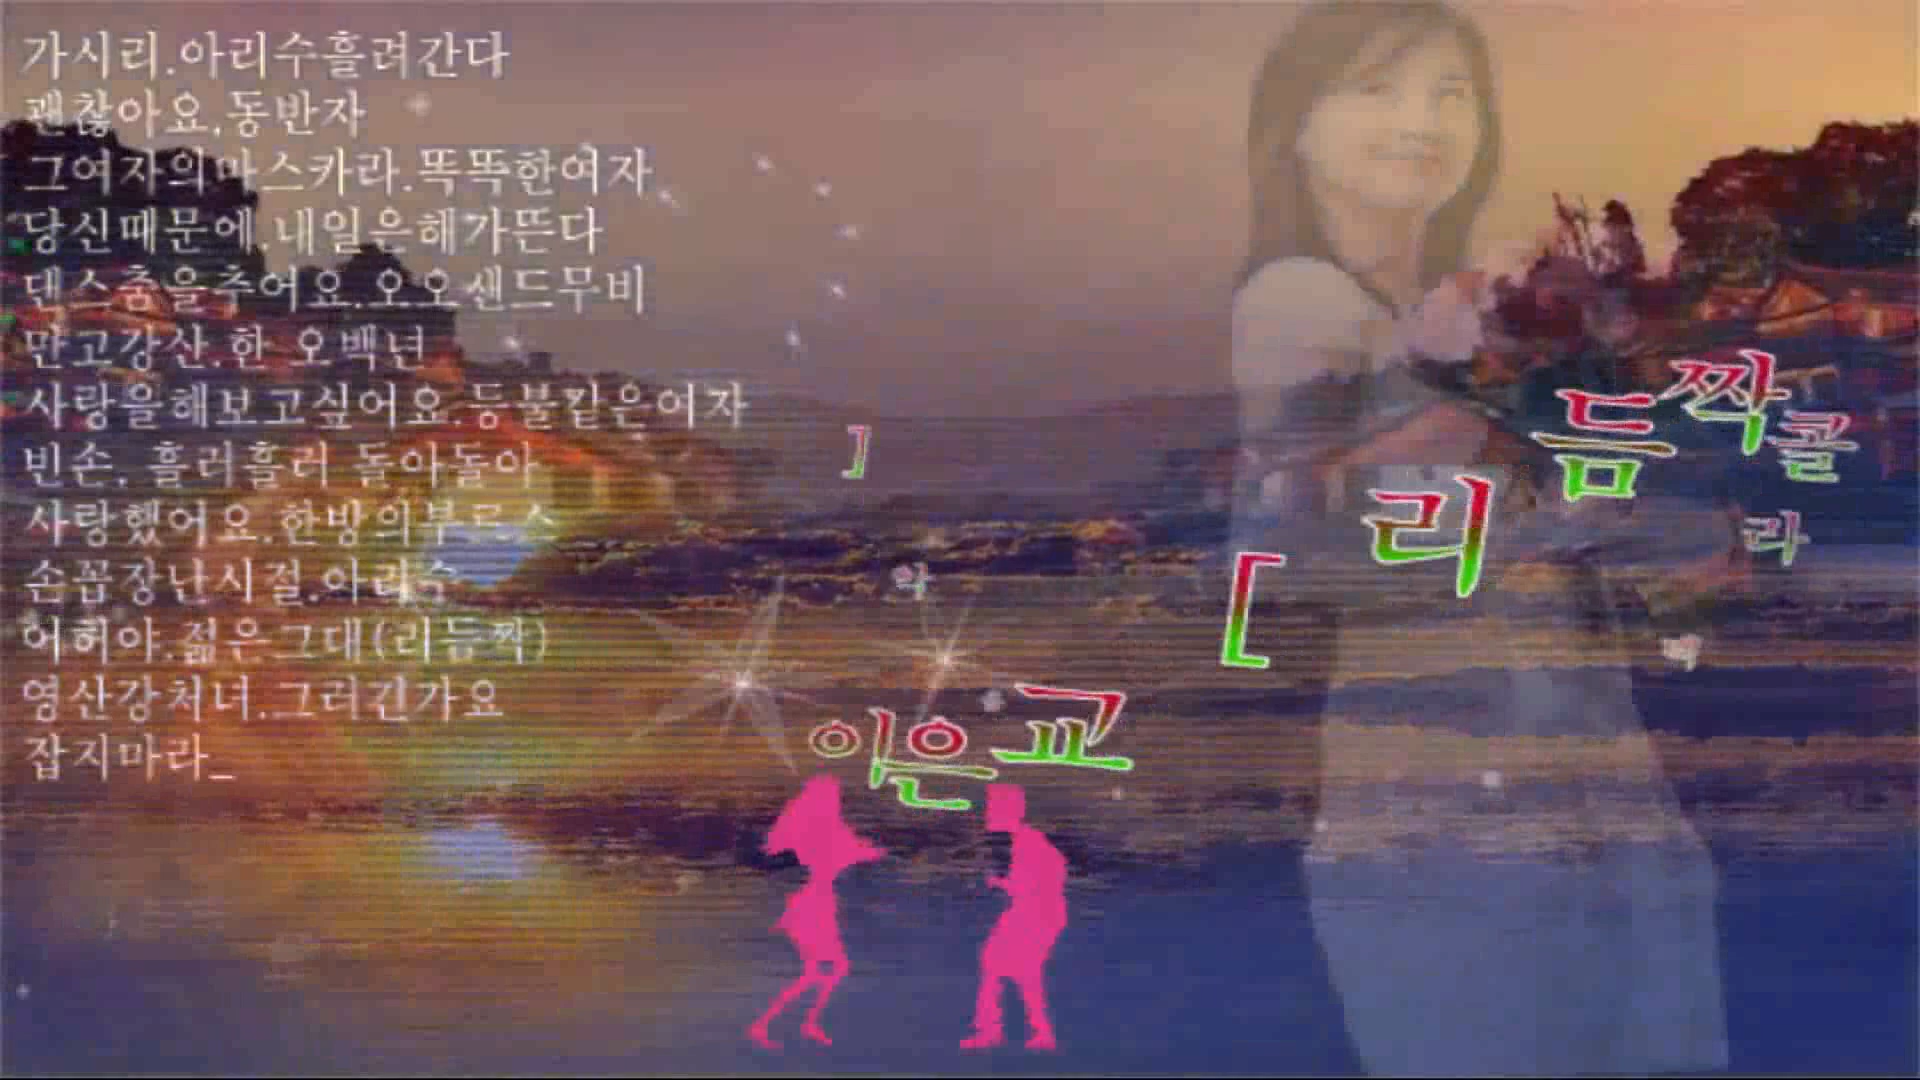 가시리.아리수흘려간다
괜찮아요,동반자
그여자의마스카라.똑똑한여자
당신때문에.내일은해가뜬다
댄스춤을추어요.오오샌드무비
만고강산.한 오백년
사랑을해보고싶어요.등불같은여자
빈손, 흘러흘러 돌아돌아
사랑했어요.한방의부르스
손꼽장난시절.아리수
어허야.젊은그대(리듬짝)
영산강처녀.그러긴가요
잡지마라_
이은교
[리듬짝콜라
]